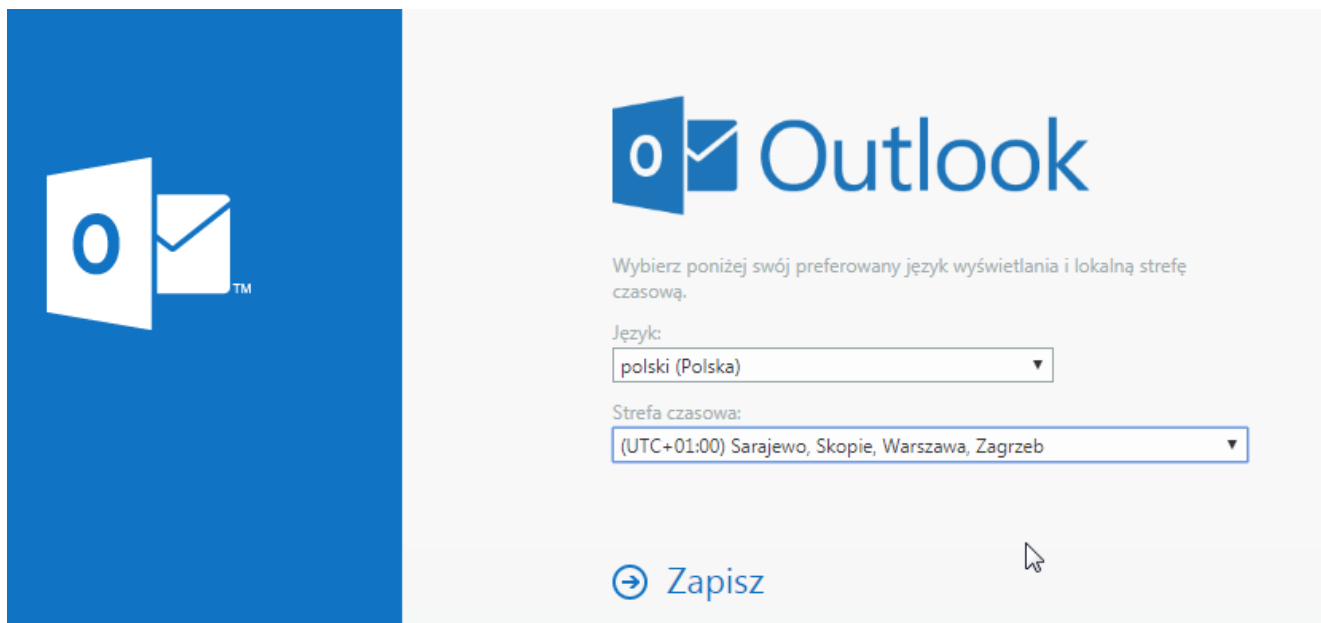 O TM
O Outlook
Wybierz poniżej swój preferowany język wyświetlania i lokalną strefę
czasową.
Język:
polski (Polska)
Strefa czasowa:
(UTC+01:00) Sarajewo, Skopie, Warszawa, Zagrzeb
Zapisz